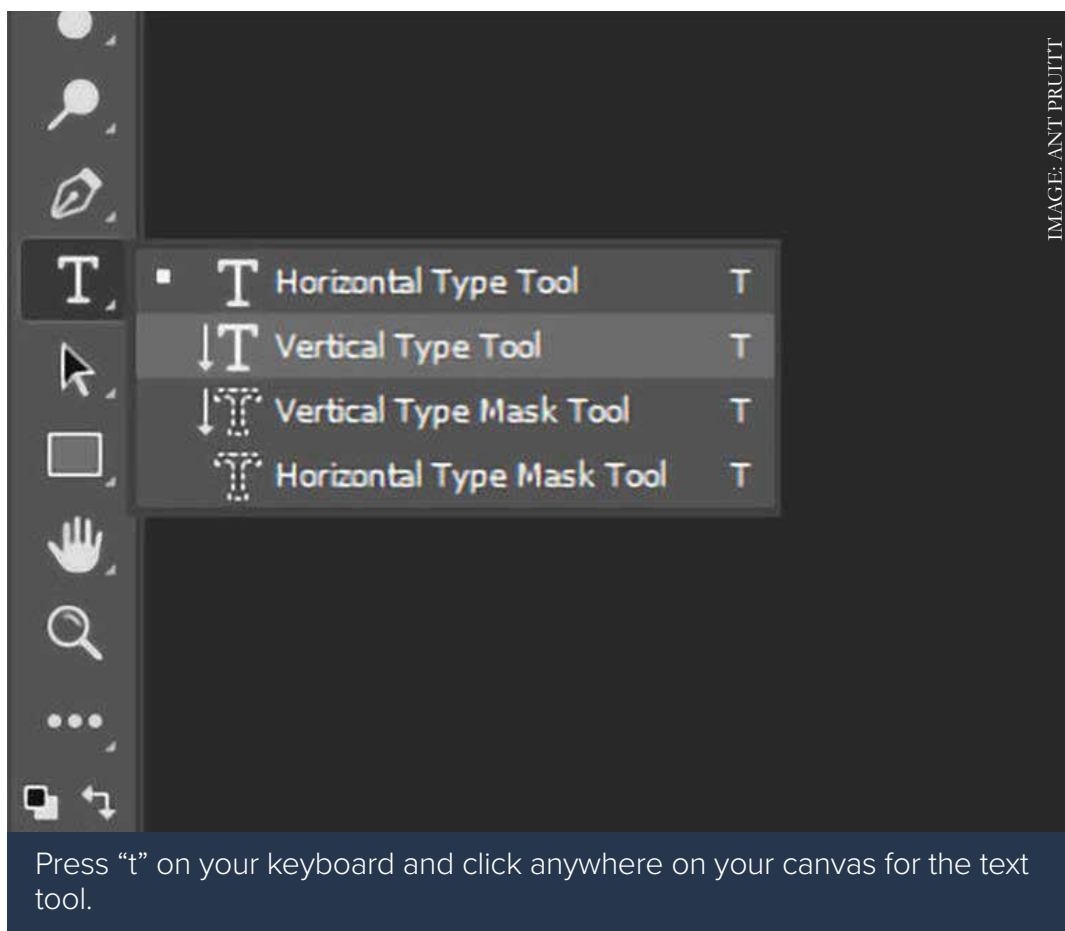 IMAGE: ANT PRUITT
T
Horizontal Type Tool T
T
Vertical Type Tool T
T
Vertical Type Mask Tool T
T
Horizontal Type Mask Tool T
T
Press “t” on your keyboard and click anywhere on your canvas for the text
tool.